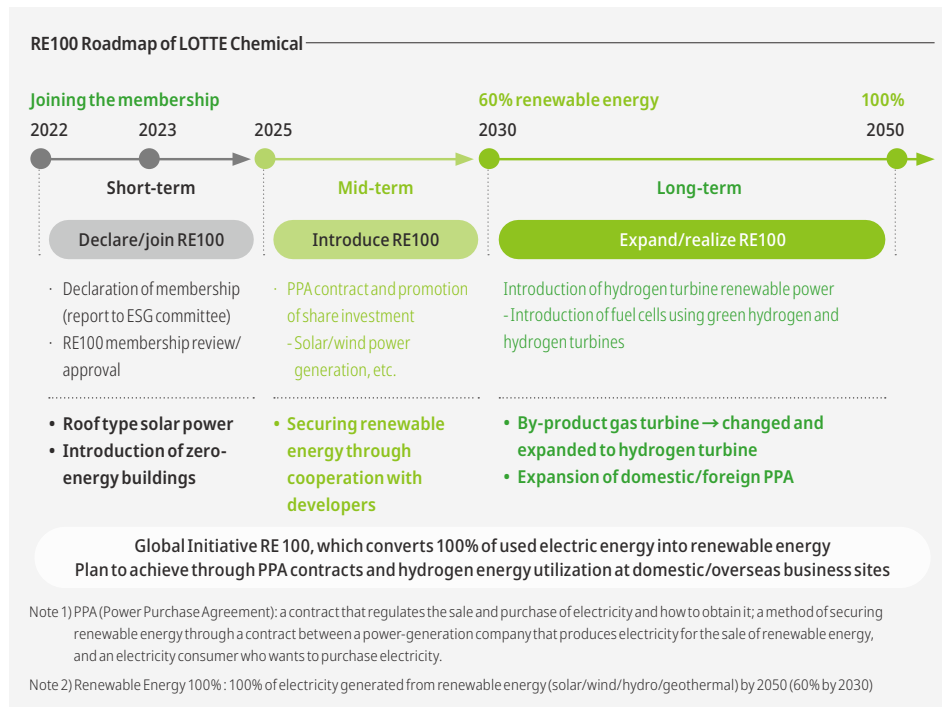 RE100 Roadmap of LOTTE Chemical
Joining the membership
60% renewable energy
100%
2022
2023
2025
2030
2050
Short-term
Mid-term
Long-term
Declare/join RE100
Introduce RE100
Expand/realize RE100
· Declaration of membership
(report to ESG committee)
· RE100 membership review/
approval
· PPA contract and promotion
of share investment
- Solar/wind power
generation, etc.
Introduction of hydrogen turbine renewable power
- Introduction of fuel cells using green hydrogen and
hydrogen turbines
• Roof type solar power
• Introduction of zero-
energy buildings
• Securing renewable
energy through
cooperation with
developers
• By-product gas turbine → changed and
expanded to hydrogen turbine
• Expansion of domestic/foreign PPA
Global Initiative RE 100, which converts 100% of used electric energy into renewable energy
Plan to achieve through PPA contracts and hydrogen energy utilization at domestic/overseas business sites
Note 1) PPA (Power Purchase Agreement): a contract that regulates the sale and purchase of electricity and how to obtain it; a method of securing
renewable energy through a contract between a power-generation company that produces electricity for the sale of renewable energy,
and an electricity consumer who wants to purchase electricity.
Note 2) Renewable Energy 100% : 100% of electricity generated from renewable energy (solar/wind/hydro/geothermal) by 2050 (60% by 2030)